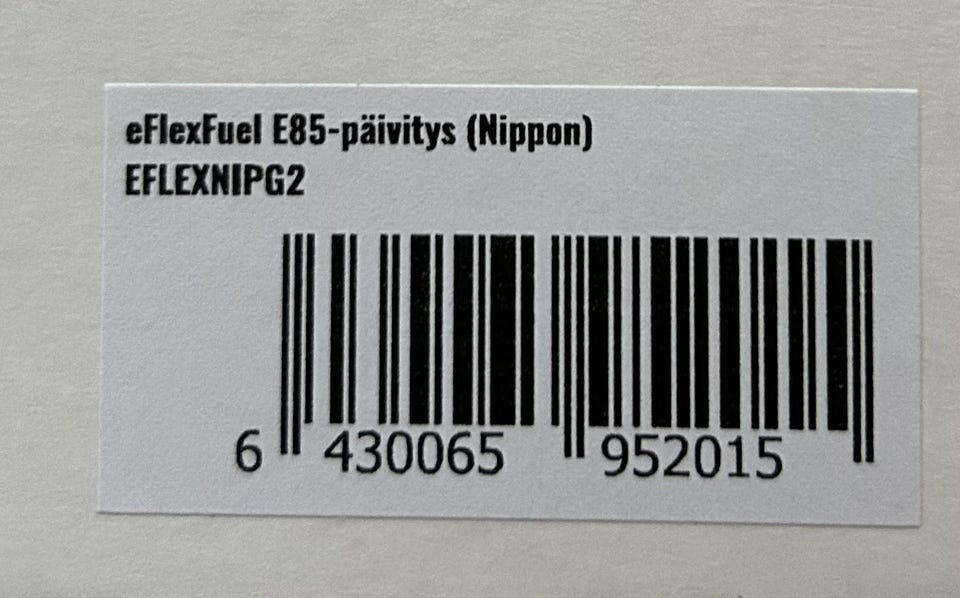 eFlexFuel E85-päivitys (Nippon)
EFLEXNIPG2
6 430065 952015